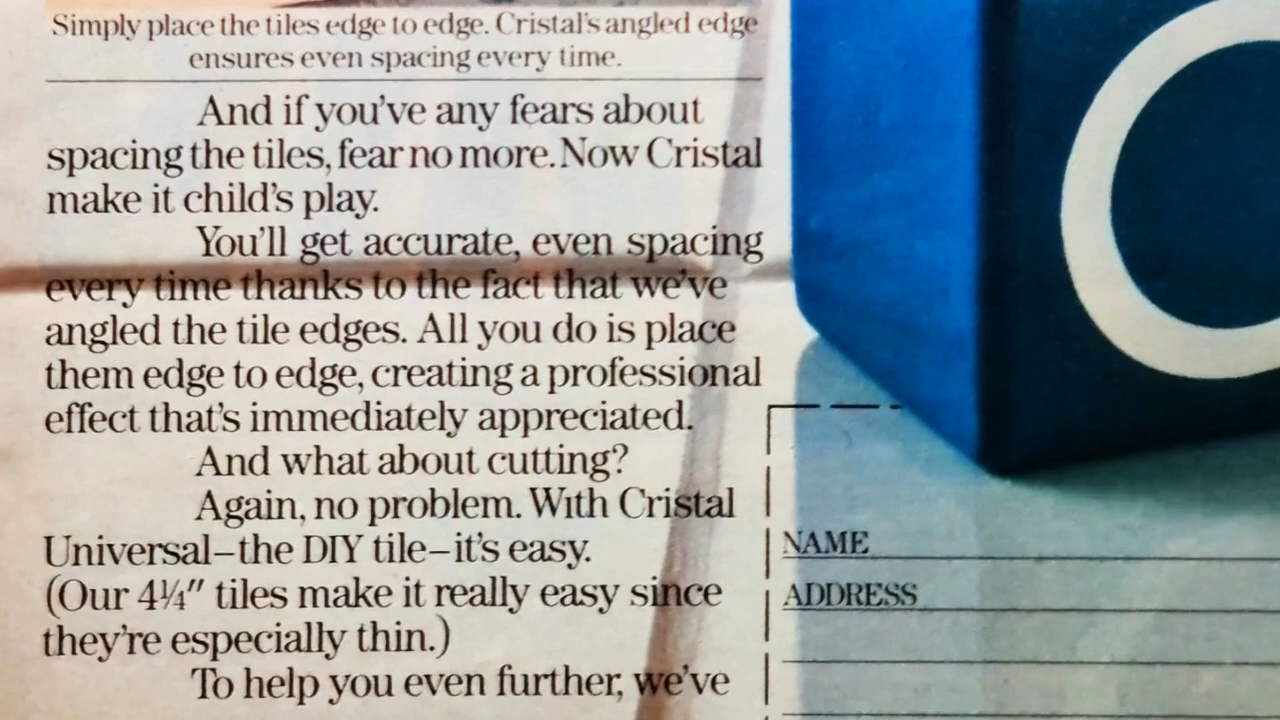 Simply place the tiles edge to edge. Cristal's angled edge
ensures even spacing every time.
And if you've any fears about
spacing the tiles, fear no more. Now Cristal
make it child's play.
You'll get accurate, even spacing
every time thanks to the fact that we've
angled the tile edges. All you do is place
them edge to edge, creating a professional
effect that's immediately appreciated.
And what about cutting?
Again, no problem. With Cristal
Universal–the DIY tile–it's easy.
(Our 4¼" tiles make it really easy since
they're especially thin.)
To help you even further, we've
NAME
ADDRESS